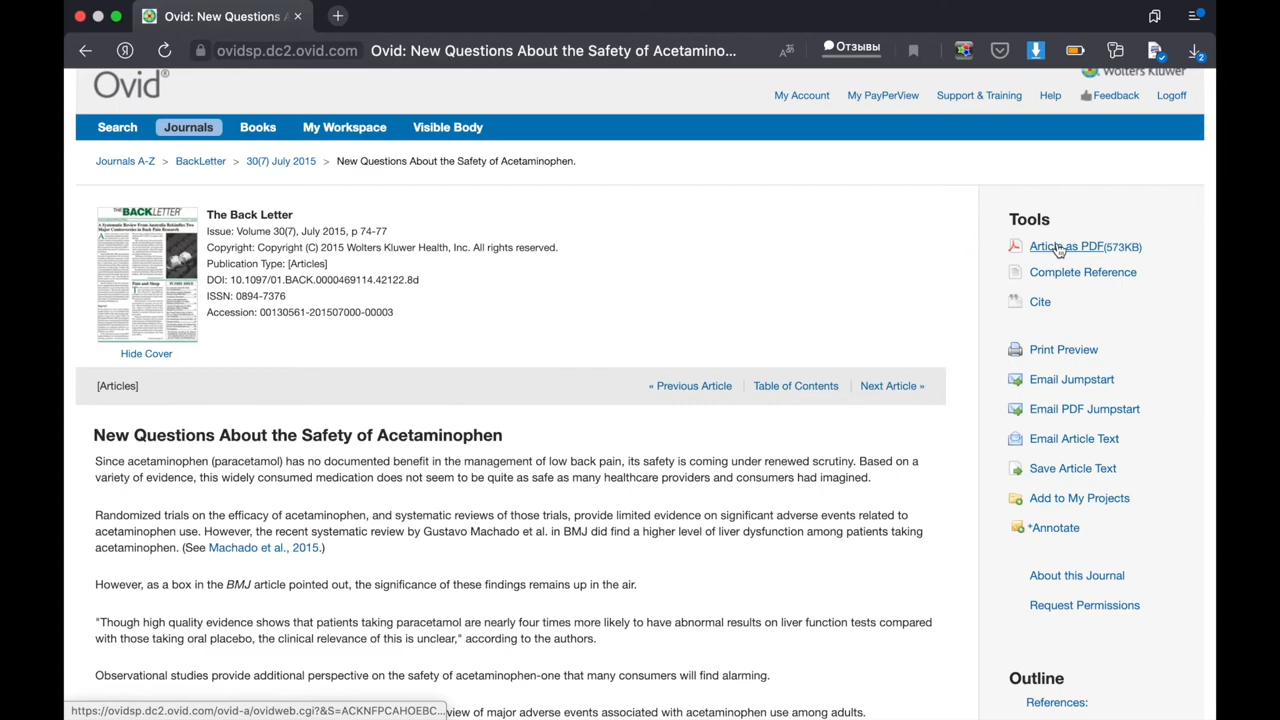 Ovid: New Questions A
ovidsp.dc2.ovid.com Ovid: New Questions About the Safety of Acetamino... Отзывы 2
Ovid® Wolters Kluwer
My Account My PayPerView Support & Training Help Feedback Logoff
Search Journals Books My Workspace Visible Body
Journals A-Z > BackLetter > 30(7) July 2015 > New Questions About the Safety of Acetaminophen.
THE BACK LETTER
A Systematic Review From Australia Rekindles Two
Major Controversies in Back Pain Research
Pain and Sleep
Hide Cover
The Back Letter
Issue: Volume 30(7), July 2015, p 74-77
Copyright: Copyright (C) 2015 Wolters Kluwer Health, Inc. All rights reserved.
Publication Type: [Articles]
DOI: 10.1097/01.BACK.0000469114.42122.8d
ISSN: 0894-7376
Accession: 00130561-201507000-00003
[Articles] « Previous Article Table of Contents Next Article »
New Questions About the Safety of Acetaminophen
Since acetaminophen (paracetamol) has no documented benefit in the management of low back pain, its safety is coming under renewed scrutiny. Based on a
variety of evidence, this widely consumed medication does not seem to be quite as safe as many healthcare providers and consumers had imagined.
Randomized trials on the efficacy of acetaminophen, and systematic reviews of those trials, provide limited evidence on significant adverse events related to
acetaminophen use. However, the recent systematic review by Gustavo Machado et al. in BMJ did find a higher level of liver dysfunction among patients taking
acetaminophen. (See Machado et al., 2015.)
However, as a box in the BMJ article pointed out, the significance of these findings remains up in the air.
"Though high quality evidence shows that patients taking paracetamol are nearly four times more likely to have abnormal results on liver function tests compared
with those taking oral placebo, the clinical relevance of this is unclear," according to the authors.
Observational studies provide additional perspective on the safety of acetaminophen-one that many consumers will find alarming.
view of major adverse events associated with acetaminophen use among adults.
https://ovidsp.dc2.ovid.com/ovid-a/ovidweb.cgi?&S=ACKNFPCAHOEBC...
Tools
Article as PDF(573KB)
Complete Reference
Cite
Print Preview
Email Jumpstart
Email PDF Jumpstart
Email Article Text
Save Article Text
Add to My Projects
+Annotate
About this Journal
Request Permissions
Outline
References: